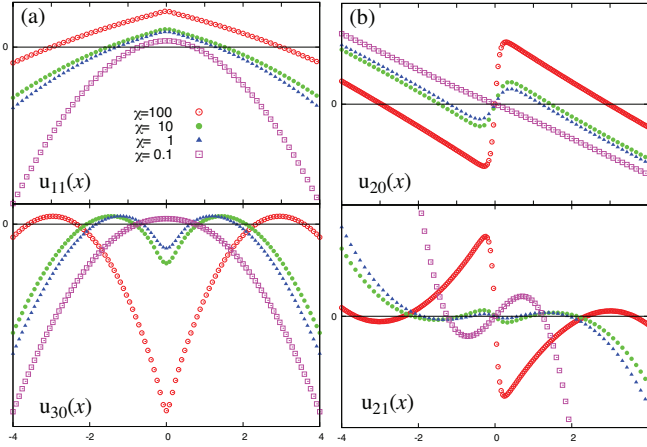 (a)
(b)
0
0
χ=100
χ= 10
χ= 1
χ= 0.1
u₁₁(x)
u₂₀(x)
0
0
u₃₀(x)
u₂₁(x)
-4 -2 0 2 4
-4 -2 0 2